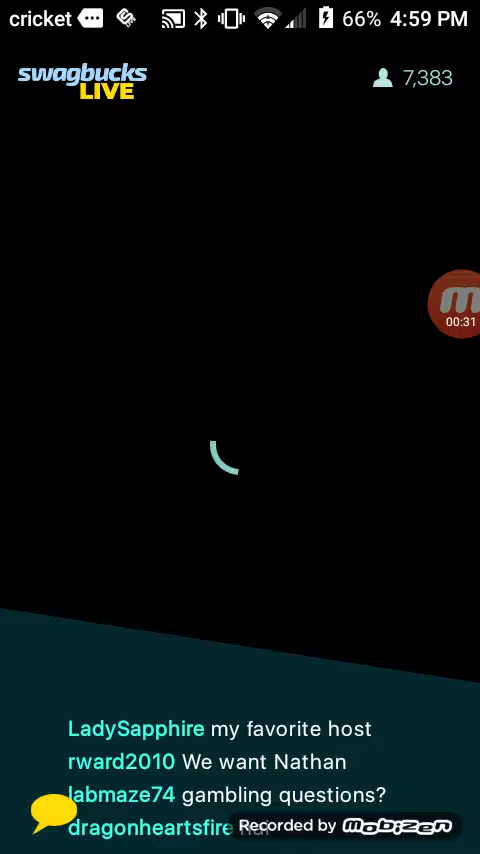 cricket 66% 4:59 PM
swagbucks 7,383
LIVE
m
00:31
LadySapphire my favorite host
rward2010 We want Nathan
labmaze74 gambling questions?
dragonheartsfire
Recorded by mobizen